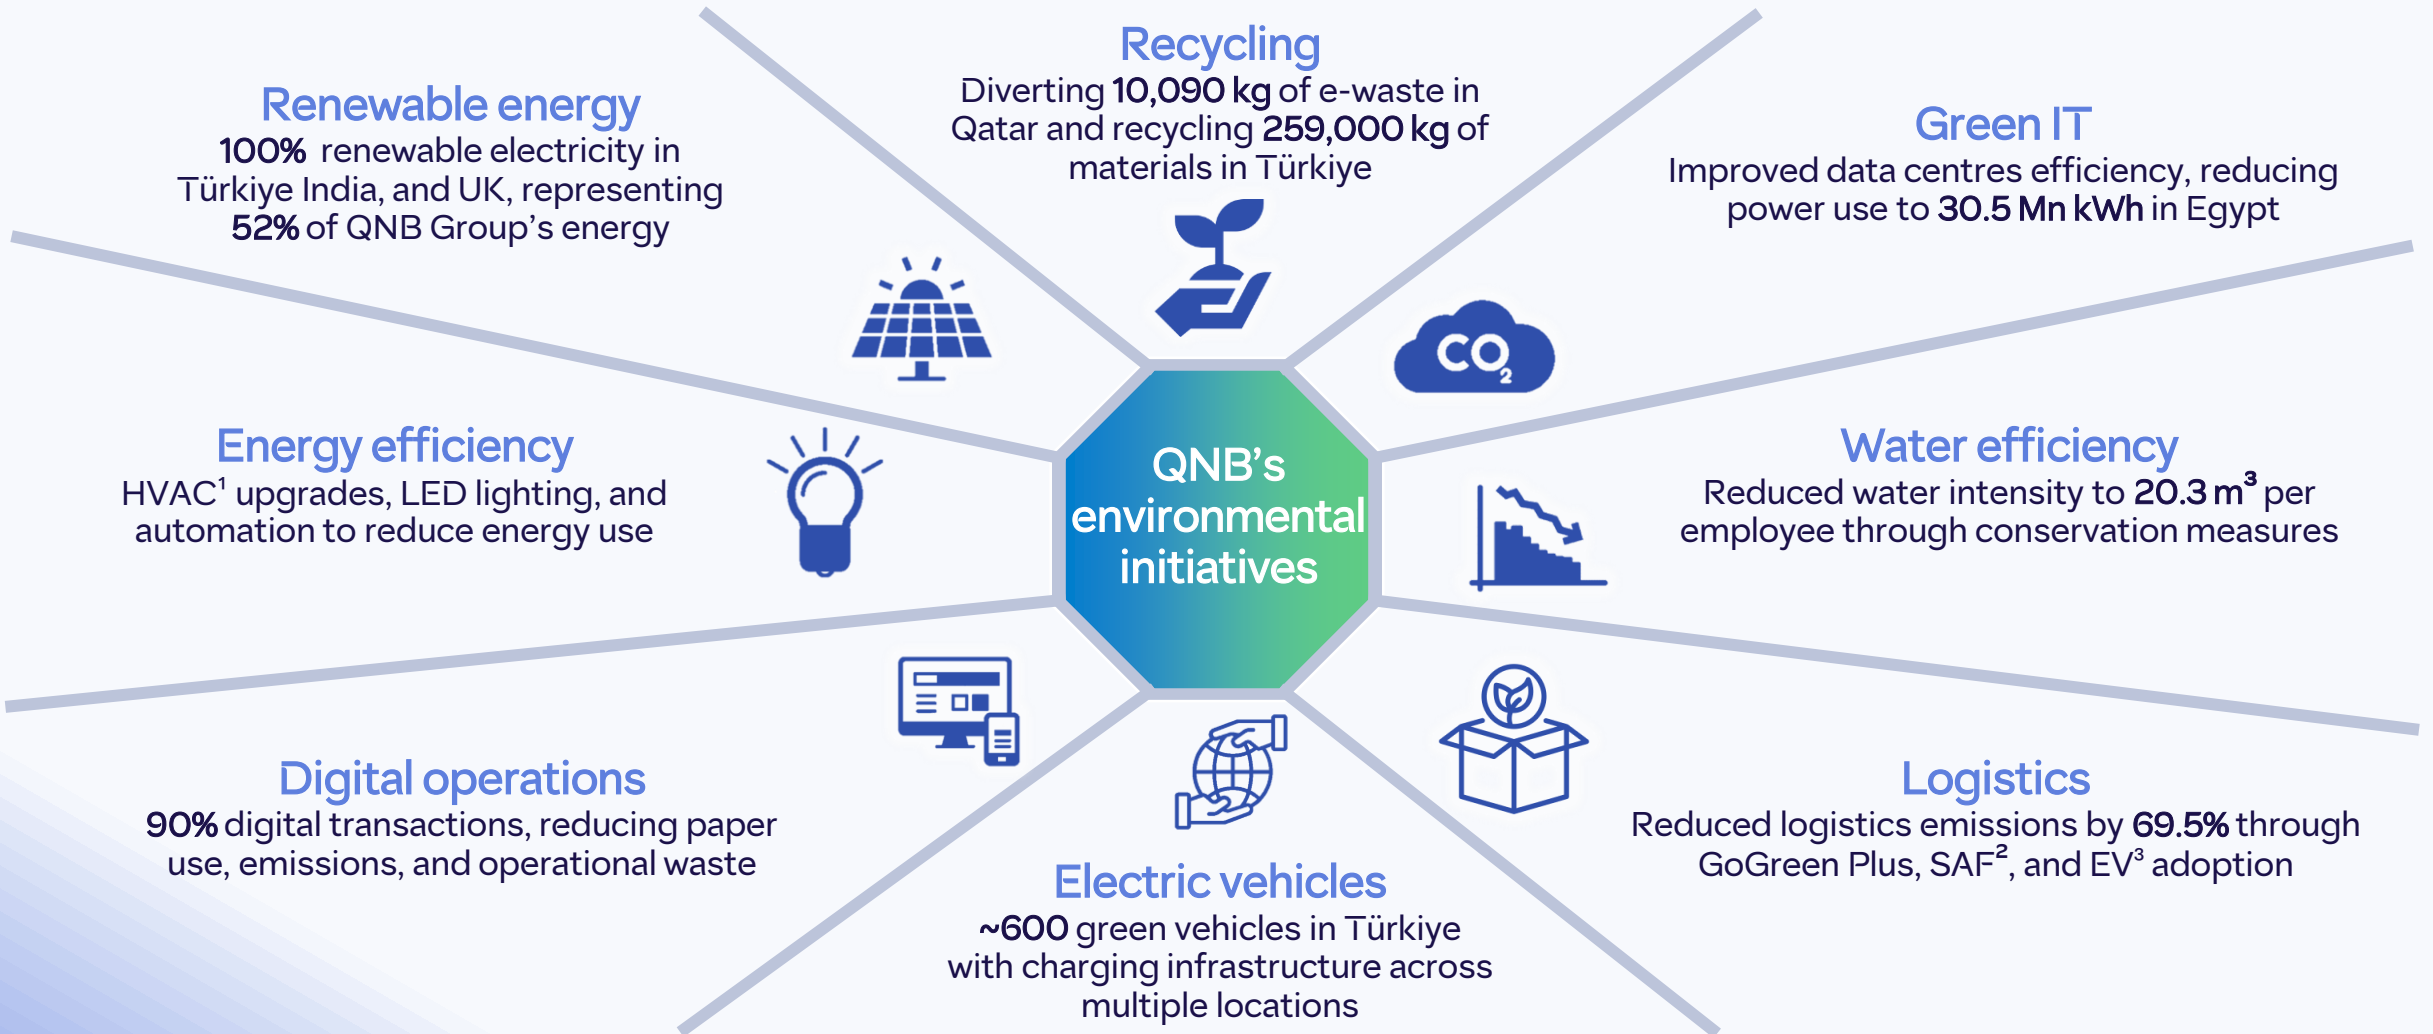 Recycling
Diverting 10,090 kg of e-waste in
Qatar and recycling 259,000 kg of
materials in Türkiye
Renewable energy
100% renewable electricity in
Türkiye India, and UK, representing
52% of QNB Group's energy
Green IT
Improved data centres efficiency, reducing
power use to 30.5 Mn kWh in Egypt
CO₂
Energy efficiency
HVAC¹ upgrades, LED lighting, and
automation to reduce energy use
QNB's
environmental
initiatives
Water efficiency
Reduced water intensity to 20.3 m³ per
employee through conservation measures
Digital operations
90% digital transactions, reducing paper
use, emissions, and operational waste
Logistics
Reduced logistics emissions by 69.5% through
GoGreen Plus, SAF², and EV³ adoption
Electric vehicles
~600 green vehicles in Türkiye
with charging infrastructure across
multiple locations